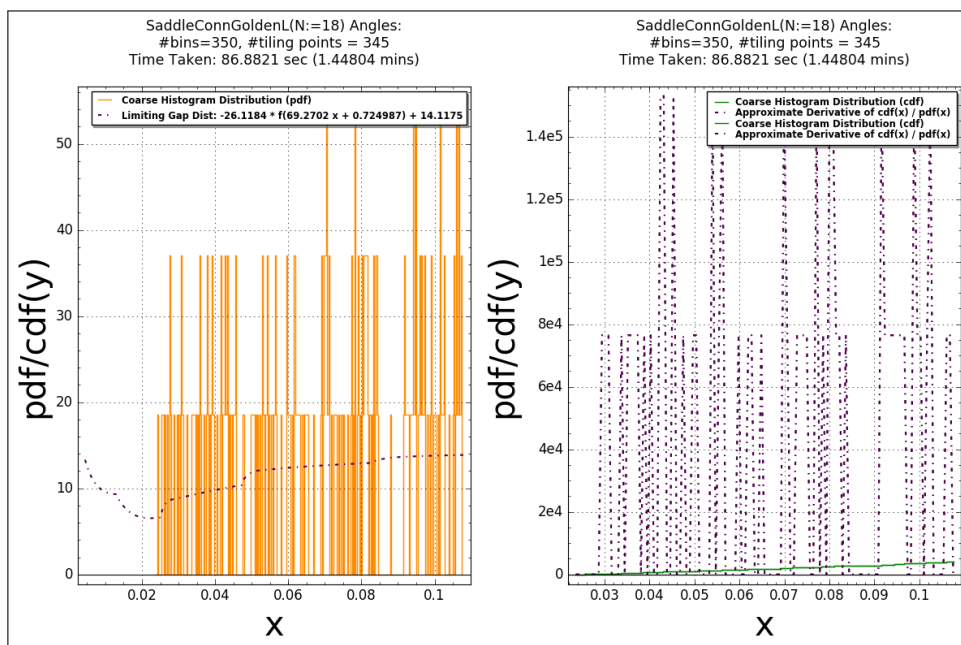 SaddleConnGoldenL(N:=18) Angles:
#bins=350, #tiling points = 345
Time Taken: 86.8821 sec (1.44804 mins)
Coarse Histogram Distribution (pdf)
Limiting Gap Dist: -26.1184 * f(69.2702 x + 0.724987) + 14.1175
50
40
30
20
10
0
0.02
0.04
0.06
0.08
0.1
pdf/cdf(y)
x
SaddleConnGoldenL(N:=18) Angles:
#bins=350, #tiling points = 345
Time Taken: 86.8821 sec (1.44804 mins)
Coarse Histogram Distribution (cdf)
Approximate Derivative of cdf(x) / pdf(x)
Coarse Histogram Distribution (cdf)
Approximate Derivative of cdf(x) / pdf(x)
1.4e5
1.2e5
1e5
8e4
6e4
4e4
2e4
0
0.03
0.04
0.05
0.06
0.07
0.08
0.09
0.1
pdf/cdf(y)
x